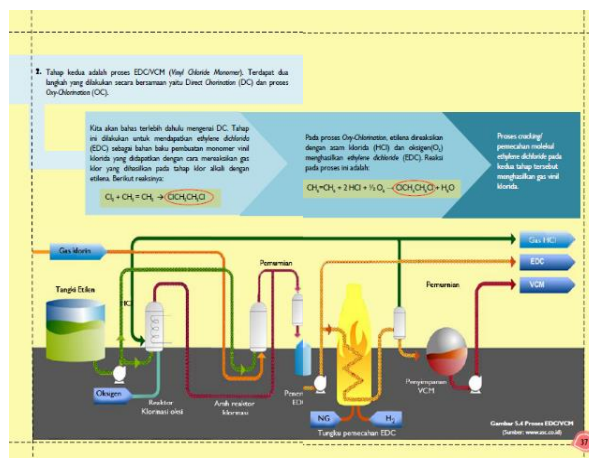 2. Tahap kedua adalah proses EDC/VCM (Vinyl Chloride Monomer). Terdapat dua
langkah yang dilakukan secara bersamaan yaitu Direct Chorination (DC) dan proses
Oxy-Chlorination (OC).
Kita akan bahas terlebih dahulu mengenai DC. Tahap
ini dilakukan untuk mendapatkan ethylene dichloride
(EDC) sebagai bahan baku pembuatan monomer vinil
klorida yang didapatkan dengan cara mereaksikan gas
klor yang dihasilkan pada tahap klor alkali dengan
etilena. Berikut reaksinya:
Cl₂ + CH₂ = CH₂ → ClCH₂CH₂Cl
Pada proses Oxy-Chlorination, etilena direaksikan
dengan asam klorida (HCl) dan oksigen(O₂)
menghasilkan ethylene dichloride (EDC). Reaksi
pada proses ini adalah:
CH₂=CH₂ + 2 HCl + ½ O₂ → ClCH₂CH₂Cl + H₂O
Proses cracking/
pemecahan molekul
ethylene dichloride pada
kedua tahap tersebut
menghasilkan gas vinil
klorida.
Gas klorin
Gas HCl
EDC
VCM
Pemurnian
Pemurnian
Tangki Etilen
HCl
Oksigen
Reaktor
Klorinasi oksi
Arah reaktor
klorinasi
EDC
NG
H₂
Tungku pemecahan EDC
Penyimpanan
VCM
Gambar 5.4 Proses EDC/VCM
(Sumber: www.asc.co.id)
37